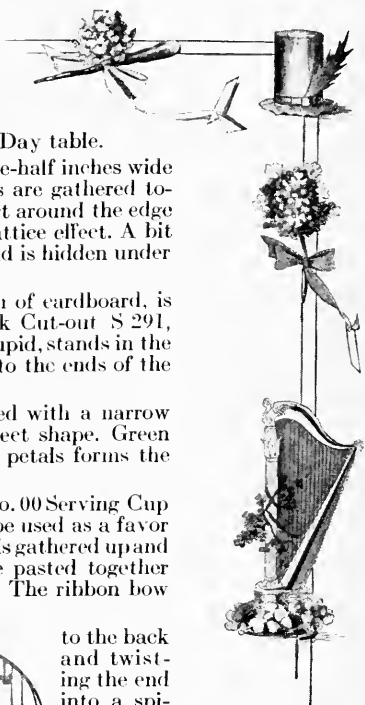 Day table.
e-half inches wide
s are gathered to-
t around the edge
attice effect. A bit
d is hidden under
n of cardboard, is
k Cut-out S 291,
upid, stands in the
to the ends of the
ed with a narrow
eet shape. Green
petals forms the
o. 00 Serving Cup
be used as a favor
is gathered up and
e pasted together
The ribbon bow
to the back
and twist-
ing the end
into a spi-